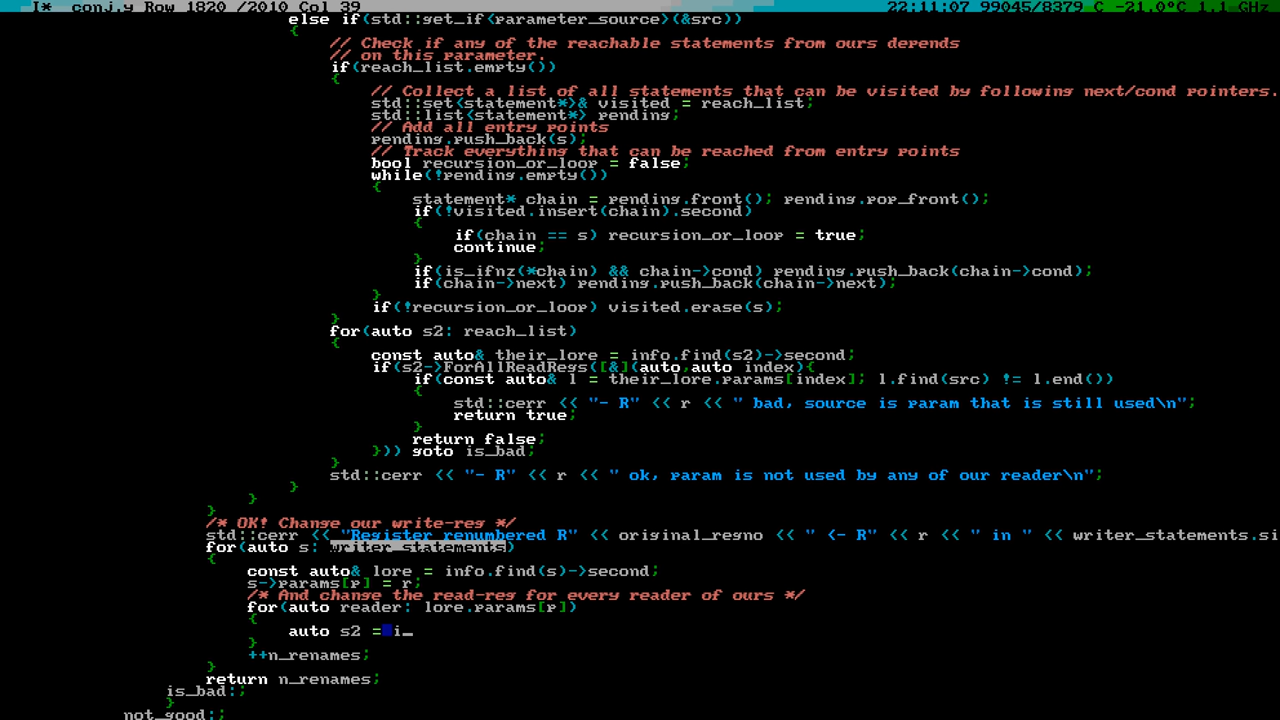 I* conj.y Row 1820 /2010 Col 39 22:11:07 99045/8379 C -21.0°C 1.1 GHz
else if(std::get_if<parameter_source>(&src))
{
// Check if any of the reachable statements from ours depends
// on this parameter.
if(reach_list.empty())
{
// Collect a list of all statements that can be visited by following next/cond pointers.
std::set<statement*>& visited = reach_list;
std::list<statement*> pending;
// Add all entry points
pending.push_back(s);
// Track everything that can be reached from entry points
bool recursion_or_loop = false;
while(!pending.empty())
{
statement* chain = pending.front(); pending.pop_front();
if(!visited.insert(chain).second)
{
if(chain == s) recursion_or_loop = true;
continue;
}
if(is_ifnz(*chain) && chain->cond) pending.push_back(chain->cond);
if(chain->next) pending.push_back(chain->next);
}
if(!recursion_or_loop) visited.erase(s);
}
for(auto s2: reach_list)
{
const auto& their_lore = info.find(s2)->second;
if(s2->ForAllReadRegs([&](auto,auto index){
if(const auto& l = their_lore.params[index]; l.find(src) != l.end())
{
std::cerr << "- R" << r << " bad, source is param that is still used\n";
return true;
}
return false;
})) goto is_bad;
}
std::cerr << "- R" << r << " ok, param is not used by any of our reader\n";
}
}
}
/* OK! Change our write-reg */
std::cerr << "Register renumbered R" << original_regno << " <- R" << r << " in " << writer_statements.si
for(auto s: writer_statements)
{
const auto& lore = info.find(s)->second;
s->params[p] = r;
/* And change the read-reg for every reader of ours */
for(auto reader: lore.params[p])
{
auto s2 = i_
}
++n_renames;
}
return n_renames;
is_bad:;
}
not_good:;